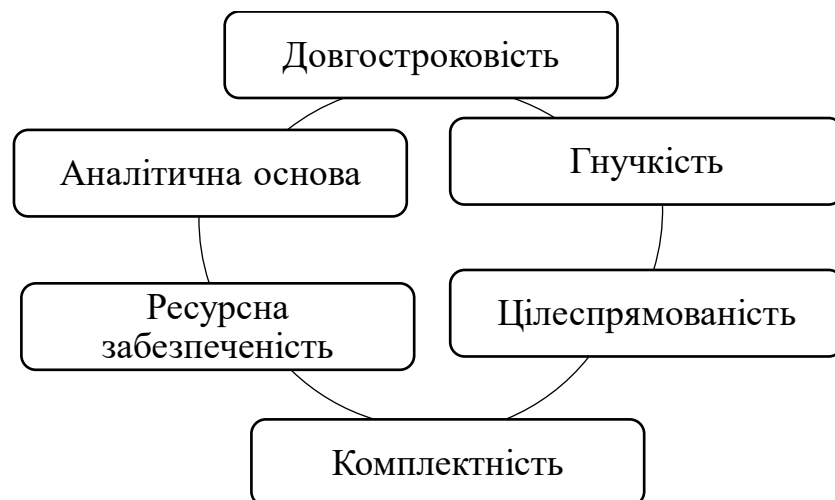 Довгостроковість
Гнучкість
Цілеспрямованість
Комплектність
Ресурсна
забезпеченість
Аналітична основа